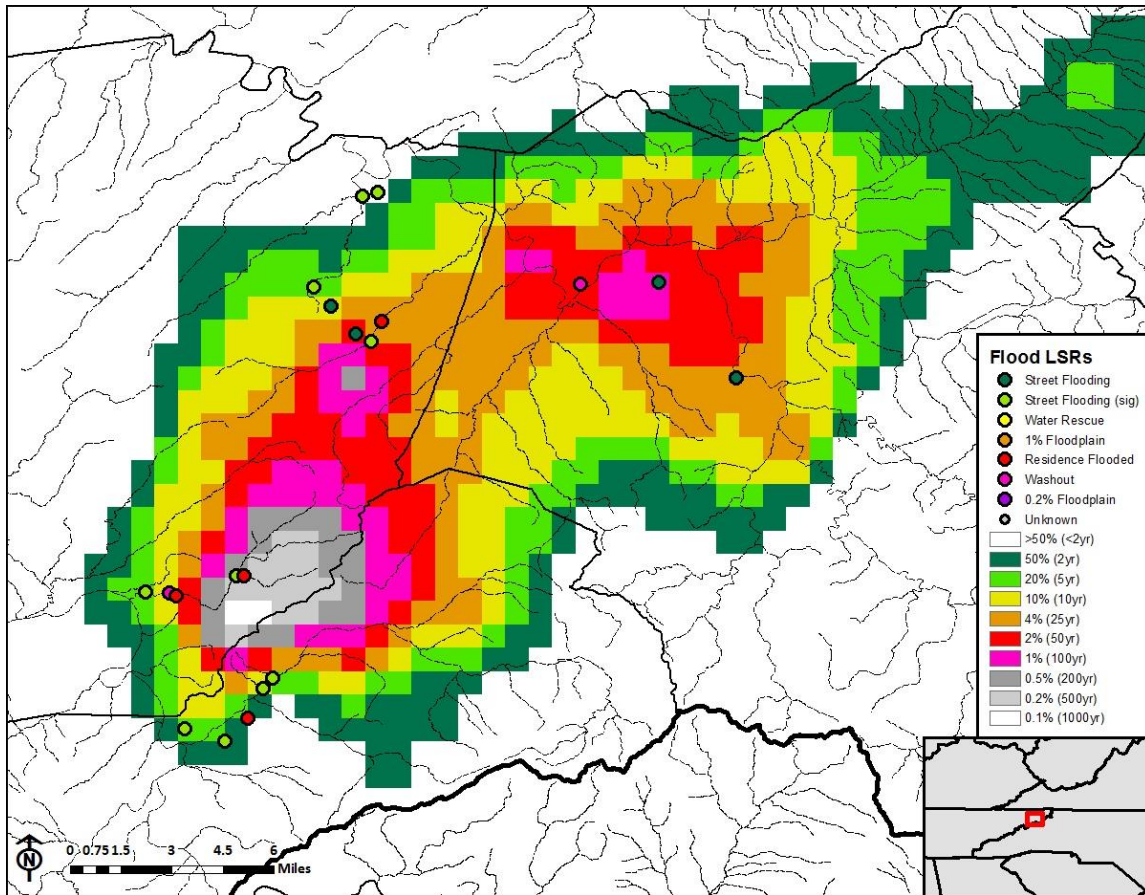 Flood LSRs
Street Flooding
Street Flooding (sig)
Water Rescue
1% Floodplain
Residence Flooded
Washout
0.2% Floodplain
Unknown
>50% (<2yr)
50% (2yr)
20% (5yr)
10% (10yr)
4% (25yr)
2% (50yr)
1% (100yr)
0.5% (200yr)
0.2% (500yr)
0.1% (1000yr)
N
0 0.75 1.5 3 4.5 6
Miles